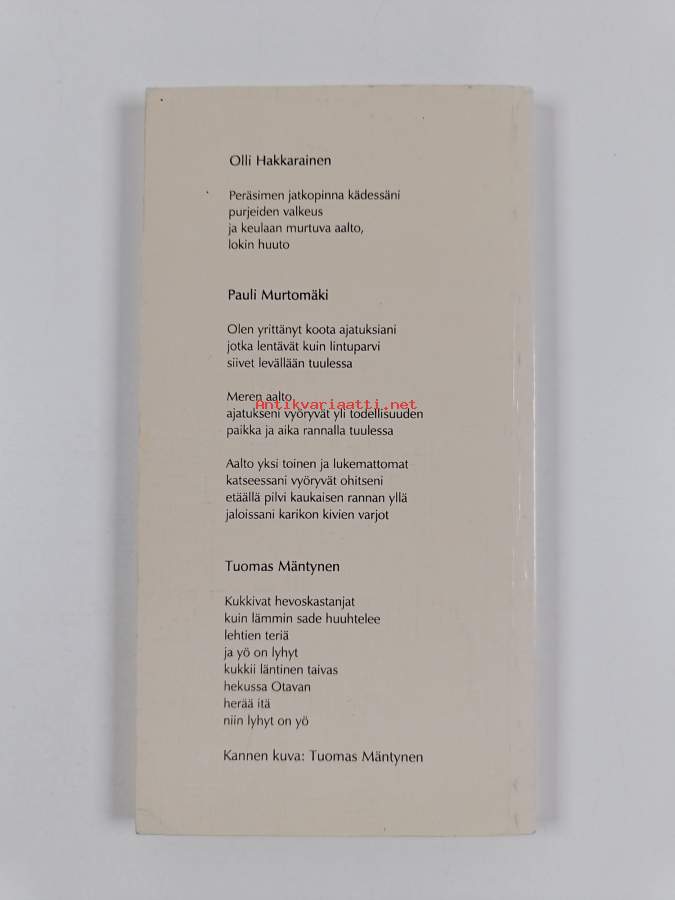 Olli Hakkarainen
Peräsimen jatkopinna kädessäni
purjeiden valkeus
ja keulaan murtuva aalto,
lokin huuto
Pauli Murtomäki
Olen yrittänyt koota ajatuksiani
jotka lentävät kuin lintuparvi
siivet levällään tuulessa
Meren aalto,
Antikvariaatti.net
ajatukseni vyöryvät yli todellisuuden
paikka ja aika rannalla tuulessa
Aalto yksi toinen ja lukemattomat
katseessani vyöryvät ohitseni
etäällä pilvi kaukaisen rannan yllä
jaloissani karikon kivien varjot
Tuomas Mäntynen
Kukkivat hevoskastanjat
kuin lämmin sade huuhtelee
lehtien teriä
ja yö on lyhyt
kukkii läntinen taivas
hekussa Otavan
herää itä
niin lyhyt on yö
Kannen kuva: Tuomas Mäntynen